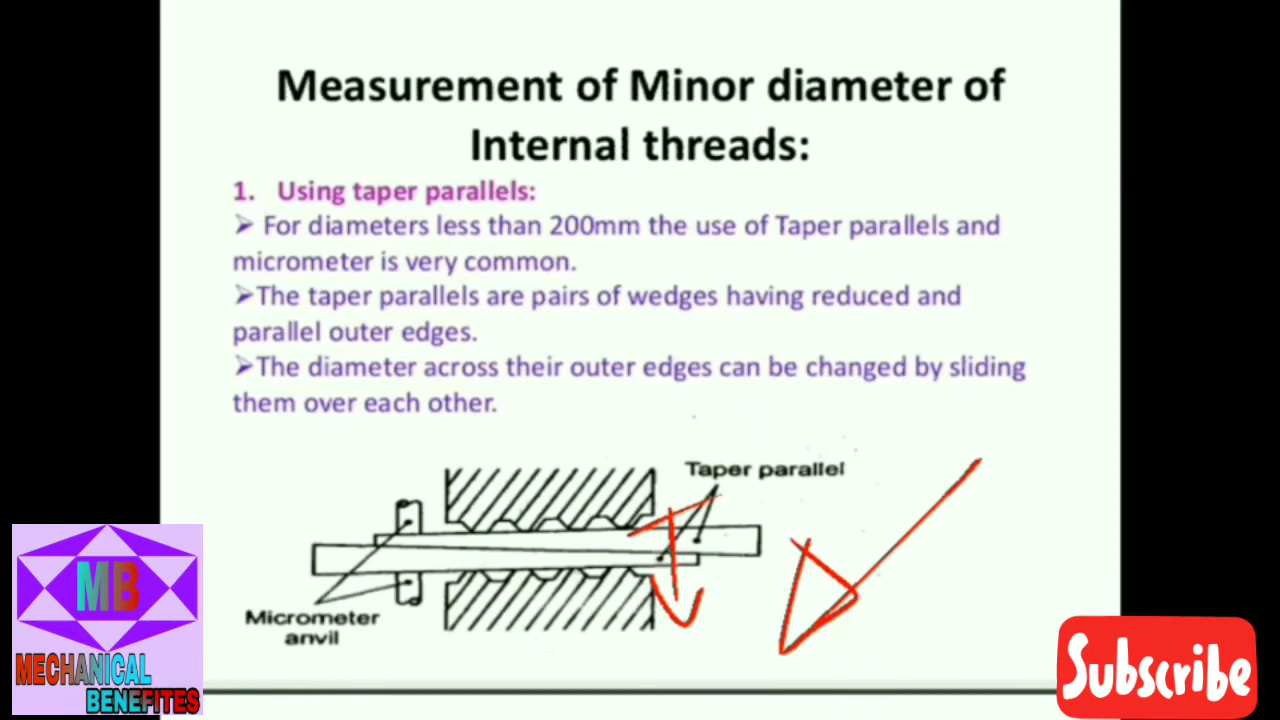 Measurement of Minor diameter of
Internal threads:
1. Using taper parallels:
➢ For diameters less than 200mm the use of Taper parallels and
micrometer is very common.
➢The taper parallels are pairs of wedges having reduced and
parallel outer edges.
➢The diameter across their outer edges can be changed by sliding
them over each other.
Taper parallel
Micrometer
anvil
MB
MECHANICAL
BENEFITES
Subscribe